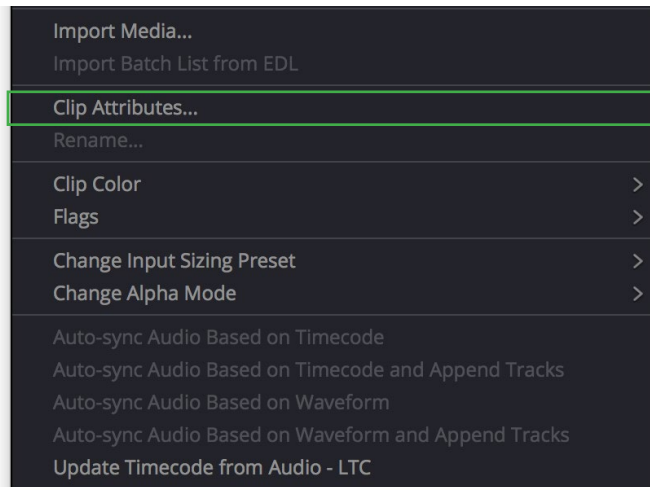 Import Media...
Import Batch List from EDL
Clip Attributes...
Rename...
Clip Color
Flags
Change Input Sizing Preset
Change Alpha Mode
Auto-sync Audio Based on Timecode
Auto-sync Audio Based on Timecode and Append Tracks
Auto-sync Audio Based on Waveform
Auto-sync Audio Based on Waveform and Append Tracks
Update Timecode from Audio - LTC